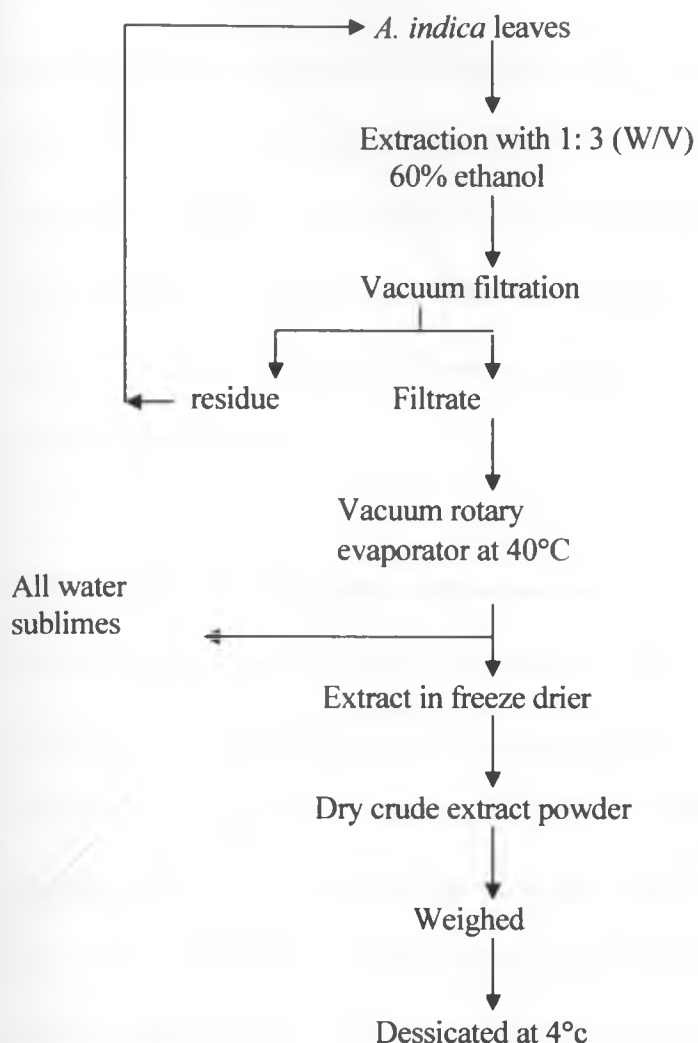 A. indica leaves
Extraction with 1: 3 (W/V)
60% ethanol
Vacuum filtration
residue
Filtrate
Vacuum rotary
evaporator at 40°C
All water
sublimes
Extract in freeze drier
Dry crude extract powder
Weighed
Dessicated at 4°c